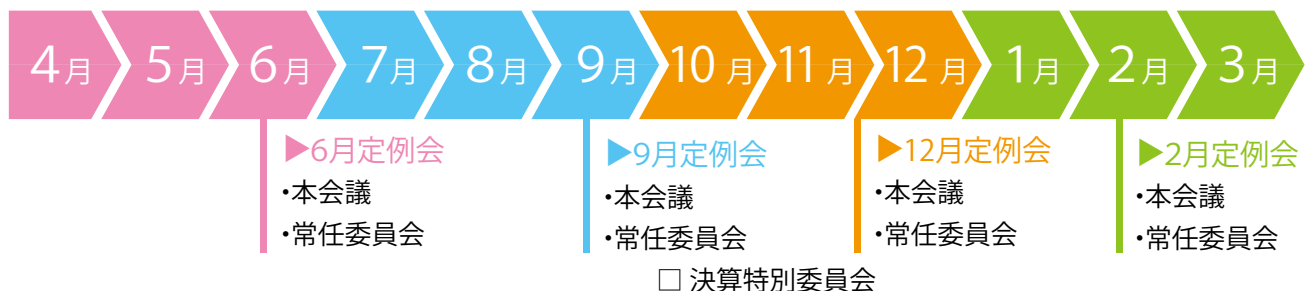 4月 5月 6月 7月 8月 9月 10月 11月 12月 1月 2月 3月
▶6月定例会
・本会議
・常任委員会
▶9月定例会
・本会議
・常任委員会
□ 決算特別委員会
▶12月定例会
・本会議
・常任委員会
▶2月定例会
・本会議
・常任委員会